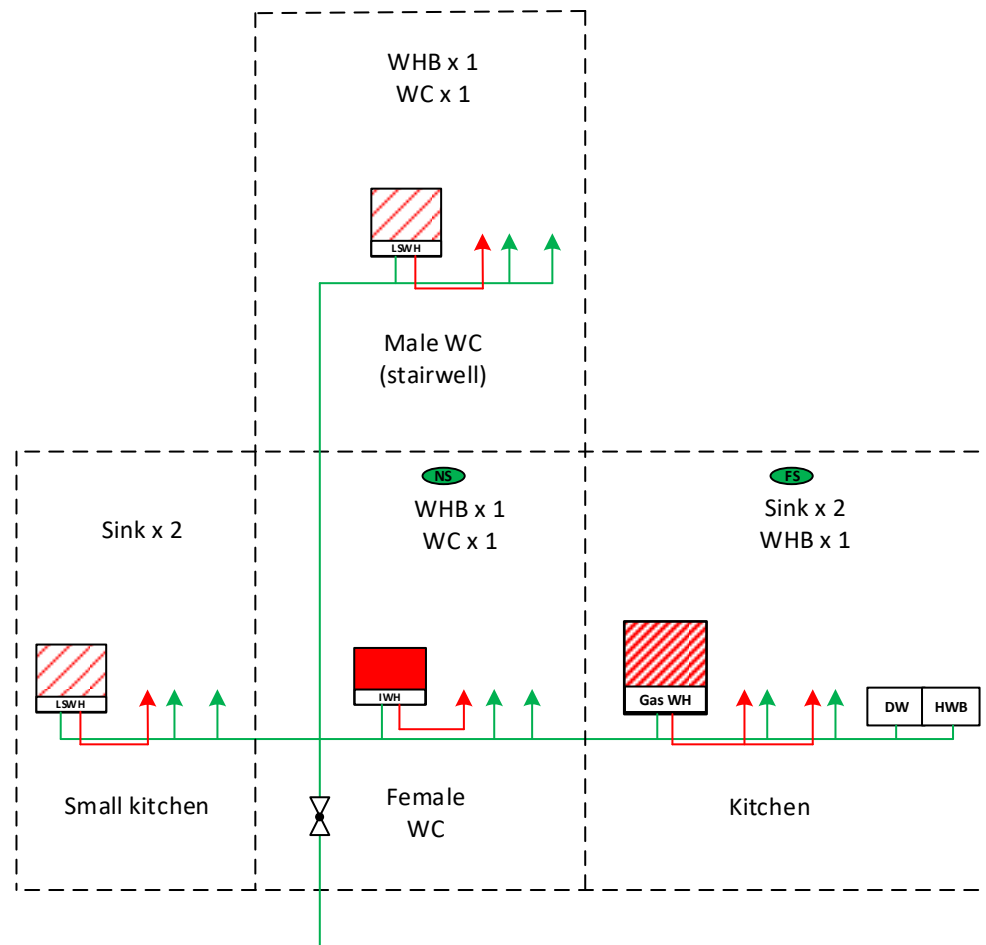 WHB x 1
WC x 1
LSWH
Male WC
(stairwell)
Sink x 2
LSWH
Small kitchen
NS
WHB x 1
WC x 1
IWH
Female
WC
FS
Sink x 2
WHB x 1
Gas WH
DW
HWB
Kitchen